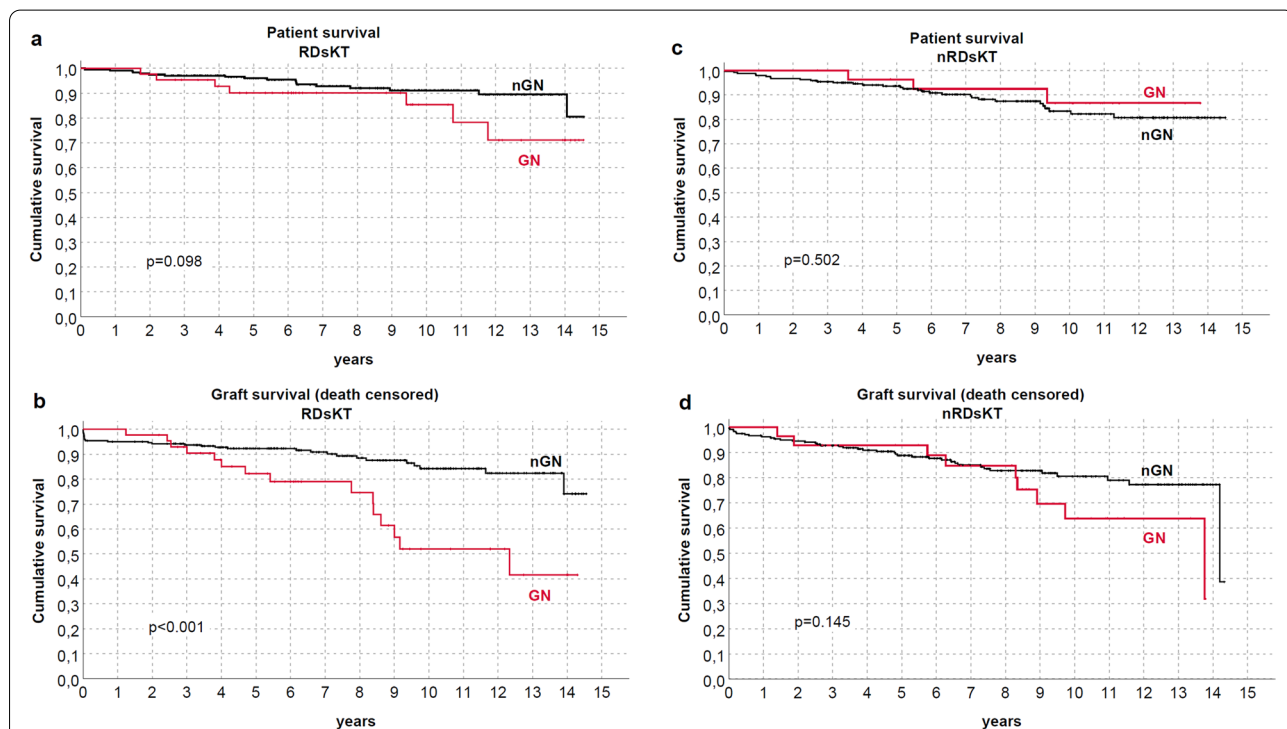 a
Patient survival
RDsKT
Cumulative survival
1,0
0,9
0,8
0,7
0,6
0,5
0,4
0,3
0,2
0,1
0,0
nGN
GN
p=0.098
0 1 2 3 4 5 6 7 8 9 10 11 12 13 14 15
years
b
Graft survival (death censored)
RDsKT
Cumulative survival
1,0
0,9
0,8
0,7
0,6
0,5
0,4
0,3
0,2
0,1
0,0
nGN
GN
p<0.001
0 1 2 3 4 5 6 7 8 9 10 11 12 13 14 15
years
c
Patient survival
nRDsKT
Cumulative survival
1,0
0,9
0,8
0,7
0,6
0,5
0,4
0,3
0,2
0,1
0,0
GN
nGN
p=0.502
0 1 2 3 4 5 6 7 8 9 10 11 12 13 14 15
years
d
Graft survival (death censored)
nRDsKT
Cumulative survival
1,0
0,9
0,8
0,7
0,6
0,5
0,4
0,3
0,2
0,1
0,0
nGN
GN
p=0.145
0 1 2 3 4 5 6 7 8 9 10 11 12 13 14 15
years